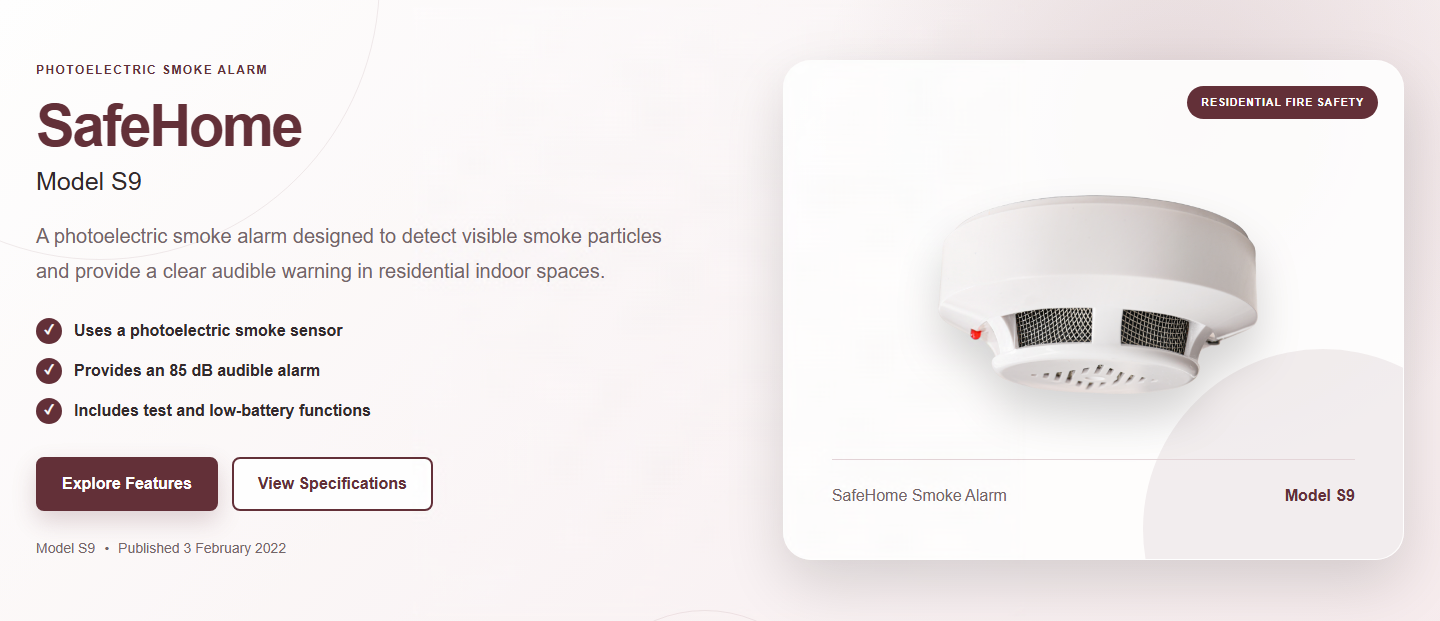 PHOTOELECTRIC SMOKE ALARM
SafeHome
Model S9
A photoelectric smoke alarm designed to detect visible smoke particles
and provide a clear audible warning in residential indoor spaces.
Uses a photoelectric smoke sensor
Provides an 85 dB audible alarm
Includes test and low-battery functions
Explore Features
View Specifications
Model S9 • Published 3 February 2022
RESIDENTIAL FIRE SAFETY
SafeHome Smoke Alarm
Model S9